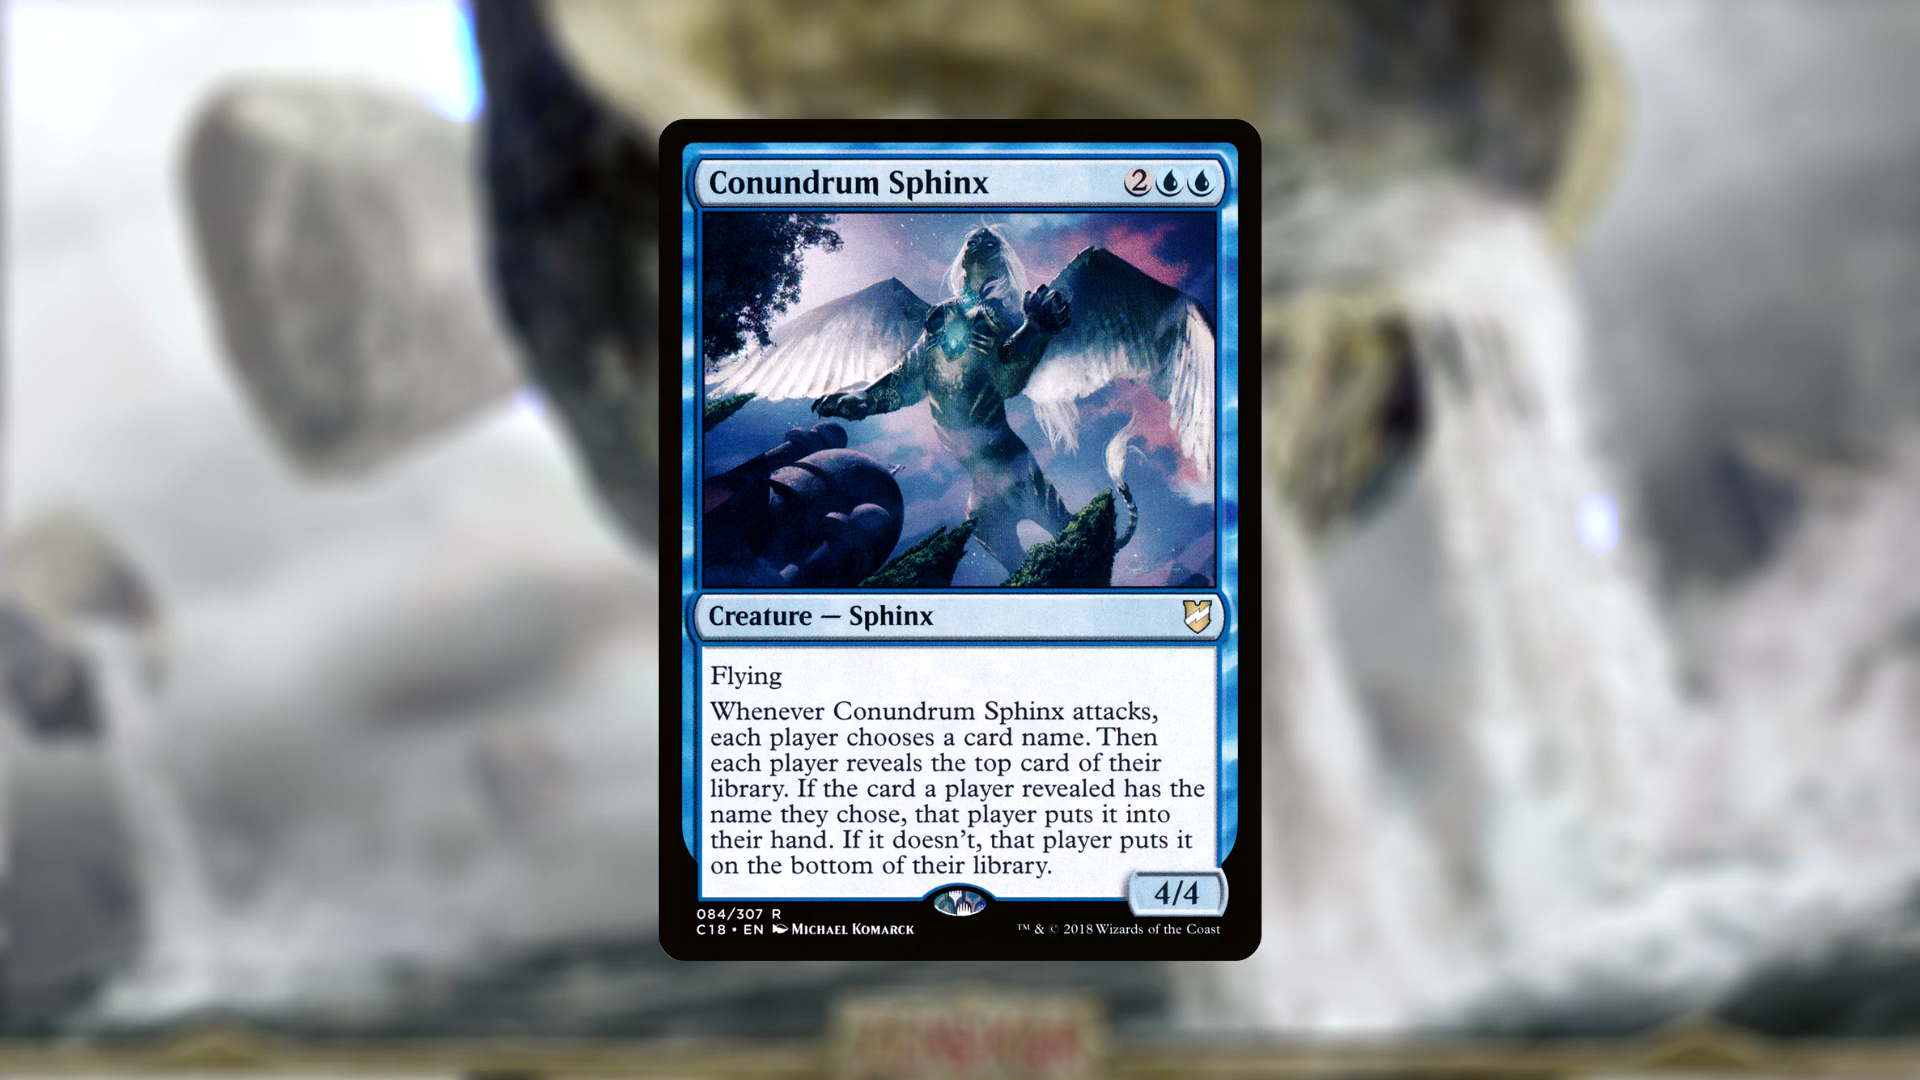 Conundrum Sphinx 2
Creature — Sphinx
Flying
Whenever Conundrum Sphinx attacks,
each player chooses a card name. Then
each player reveals the top card of their
library. If the card a player revealed has the
name they chose, that player puts it into
their hand. If it doesn't, that player puts it
on the bottom of their library.
4/4
084/307 R
C18 • EN Michael Komarck
™ & © 2018 Wizards of the Coast